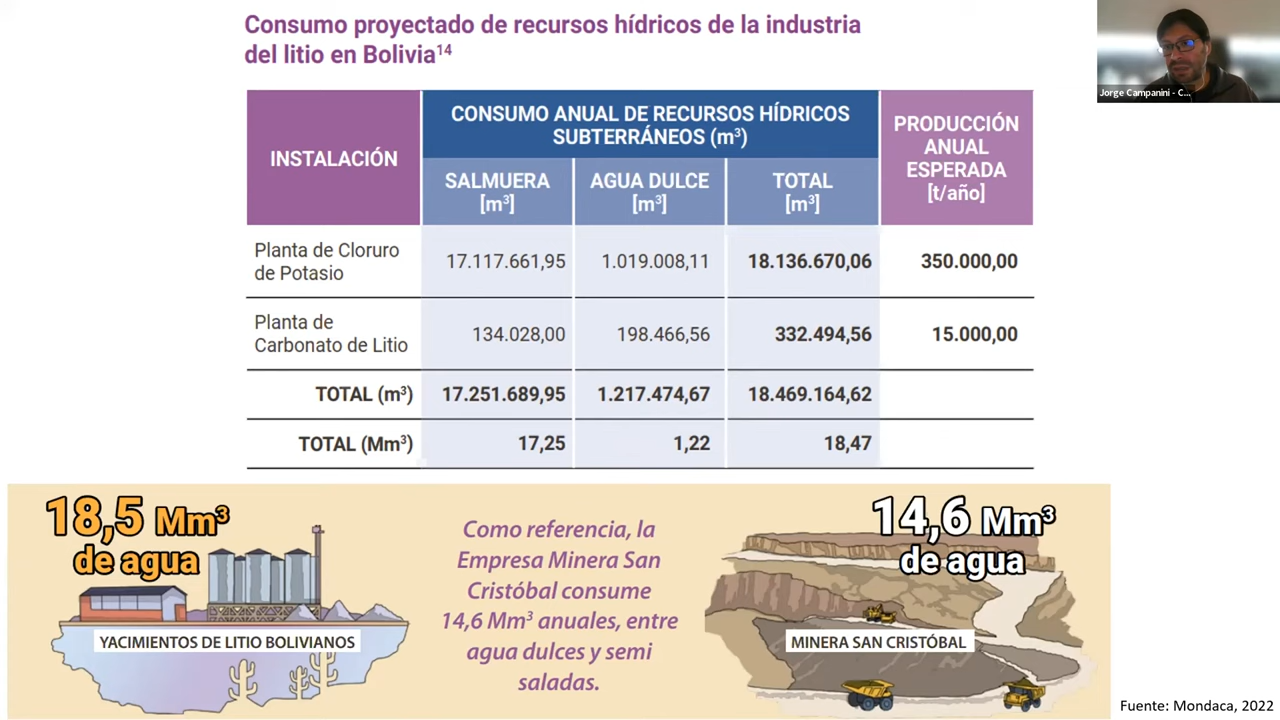 Consumo proyectado de recursos hídricos de la industria
del litio en Bolivia¹⁴
Jorge Campanini - C...
INSTALACIÓN
CONSUMO ANUAL DE RECURSOS HÍDRICOS
SUBTERRÁNEOS (m³)
PRODUCCIÓN
ANUAL
ESPERADA
[t/año]
SALMUERA
[m³]
AGUA DULCE
[m³]
TOTAL
[m³]
Planta de Cloruro
de Potasio
17.117.661,95
1.019.008,11
18.136.670,06
350.000,00
Planta de
Carbonato de Litio
134.028,00
198.466,56
332.494,56
15.000,00
TOTAL (m³)
17.251.689,95
1.217.474,67
18.469.164,62
TOTAL (Mm³)
17,25
1,22
18,47
18,5 Mm³
de agua
YACIMIENTOS DE LITIO BOLIVIANOS
Como referencia, la
Empresa Minera San
Cristóbal consume
14,6 Mm³ anuales, entre
agua dulces y semi
saladas.
14,6 Mm³
de agua
MINERA SAN CRISTÓBAL
Fuente: Mondaca, 2022